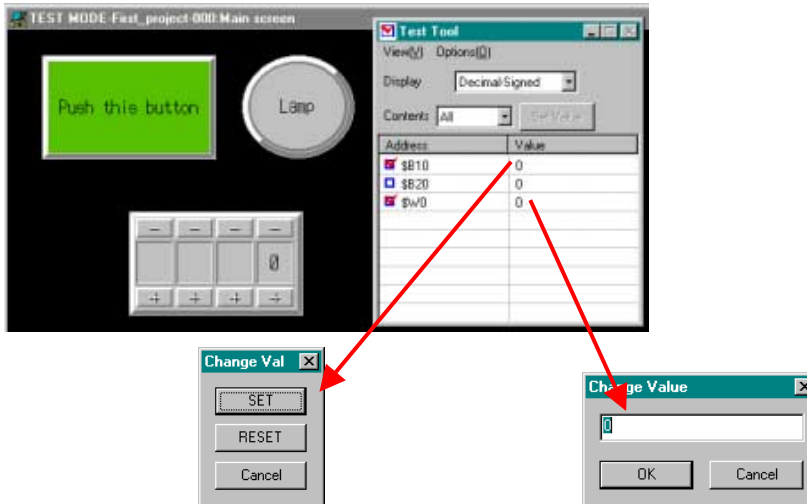 TEST MODE-First_project-000:Main screen
Push this button
Lamp
0
Test Tool
View(V) Options(O)
Display Decimal-Signed
Contents All Set Value
Address Value
$B10 0
$B20 0
$W0 0
Change Val
SET
RESET
Cancel
Change Value
0
OK Cancel